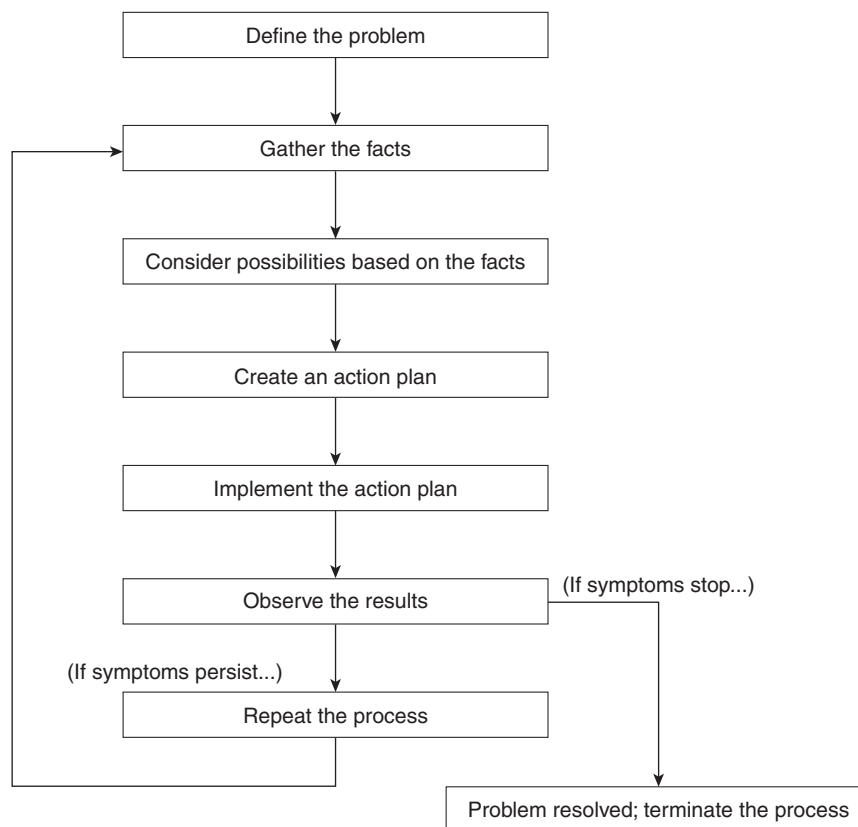 Define the problem
Gather the facts
Consider possibilities based on the facts
Create an action plan
Implement the action plan
Observe the results
(If symptoms stop...)
(If symptoms persist...)
Repeat the process
Problem resolved; terminate the process